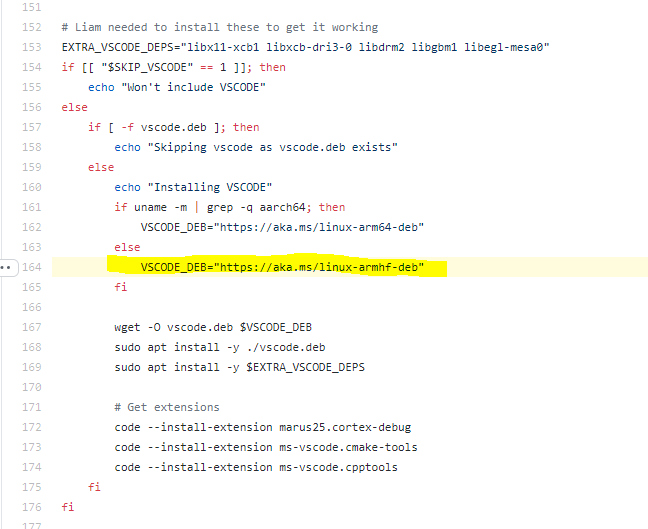 151
152 # Liam needed to install these to get it working
153 EXTRA_VSCODE_DEPS="libx11-xcb1 libxcb-dri3-0 libdrm2 libgbm1 libegl-mesa0"
154 if [[ "$SKIP_VSCODE" == 1 ]]; then
155     echo "Won't include VSCODE"
156 else
157     if [ -f vscode.deb ]; then
158         echo "Skipping vscode as vscode.deb exists"
159     else
160         echo "Installing VSCODE"
161         if uname -m | grep -q aarch64; then
162             VSCODE_DEB="https://aka.ms/linux-arm64-deb"
163         else
164             VSCODE_DEB="https://aka.ms/linux-armhf-deb"
165         fi
166
167         wget -O vscode.deb $VSCODE_DEB
168         sudo apt install -y ./vscode.deb
169         sudo apt install -y $EXTRA_VSCODE_DEPS
170
171         # Get extensions
172         code --install-extension marus25.cortex-debug
173         code --install-extension ms-vscode.cmake-tools
174         code --install-extension ms-vscode.cpptools
175     fi
176 fi
177